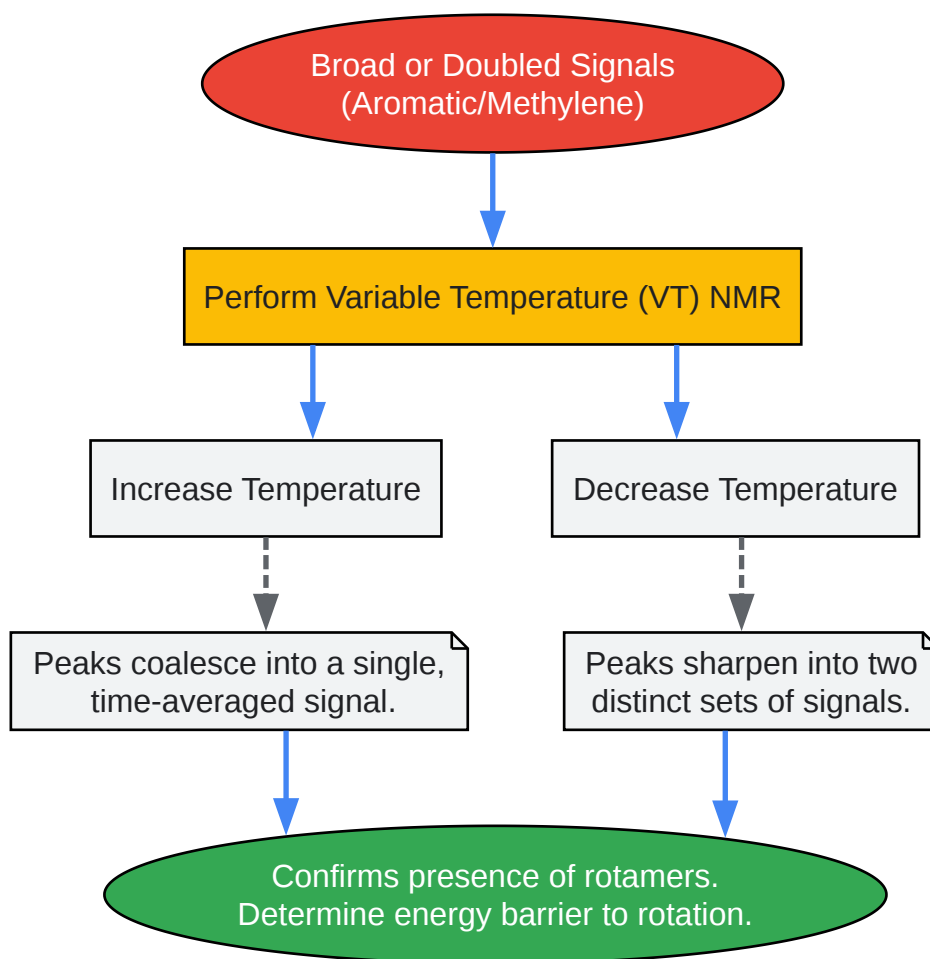 Broad or Doubled Signals
(Aromatic/Methylene)
Perform Variable Temperature (VT) NMR
Increase Temperature
Decrease Temperature
Peaks coalesce into a single,
time-averaged signal.
Peaks sharpen into two
distinct sets of signals.
Confirms presence of rotamers.
Determine energy barrier to rotation.